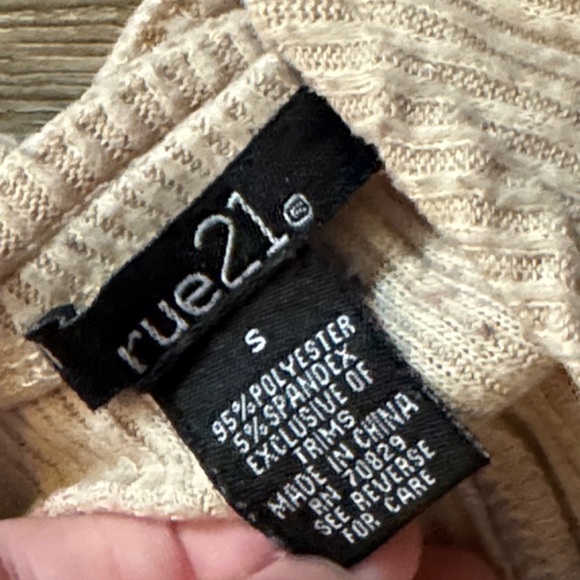 rue21®
S
95% POLYESTER
5% SPANDEX
EXCLUSIVE OF
TRIMS
MADE IN CHINA
RN 70829
SEE REVERSE
FOR CARE